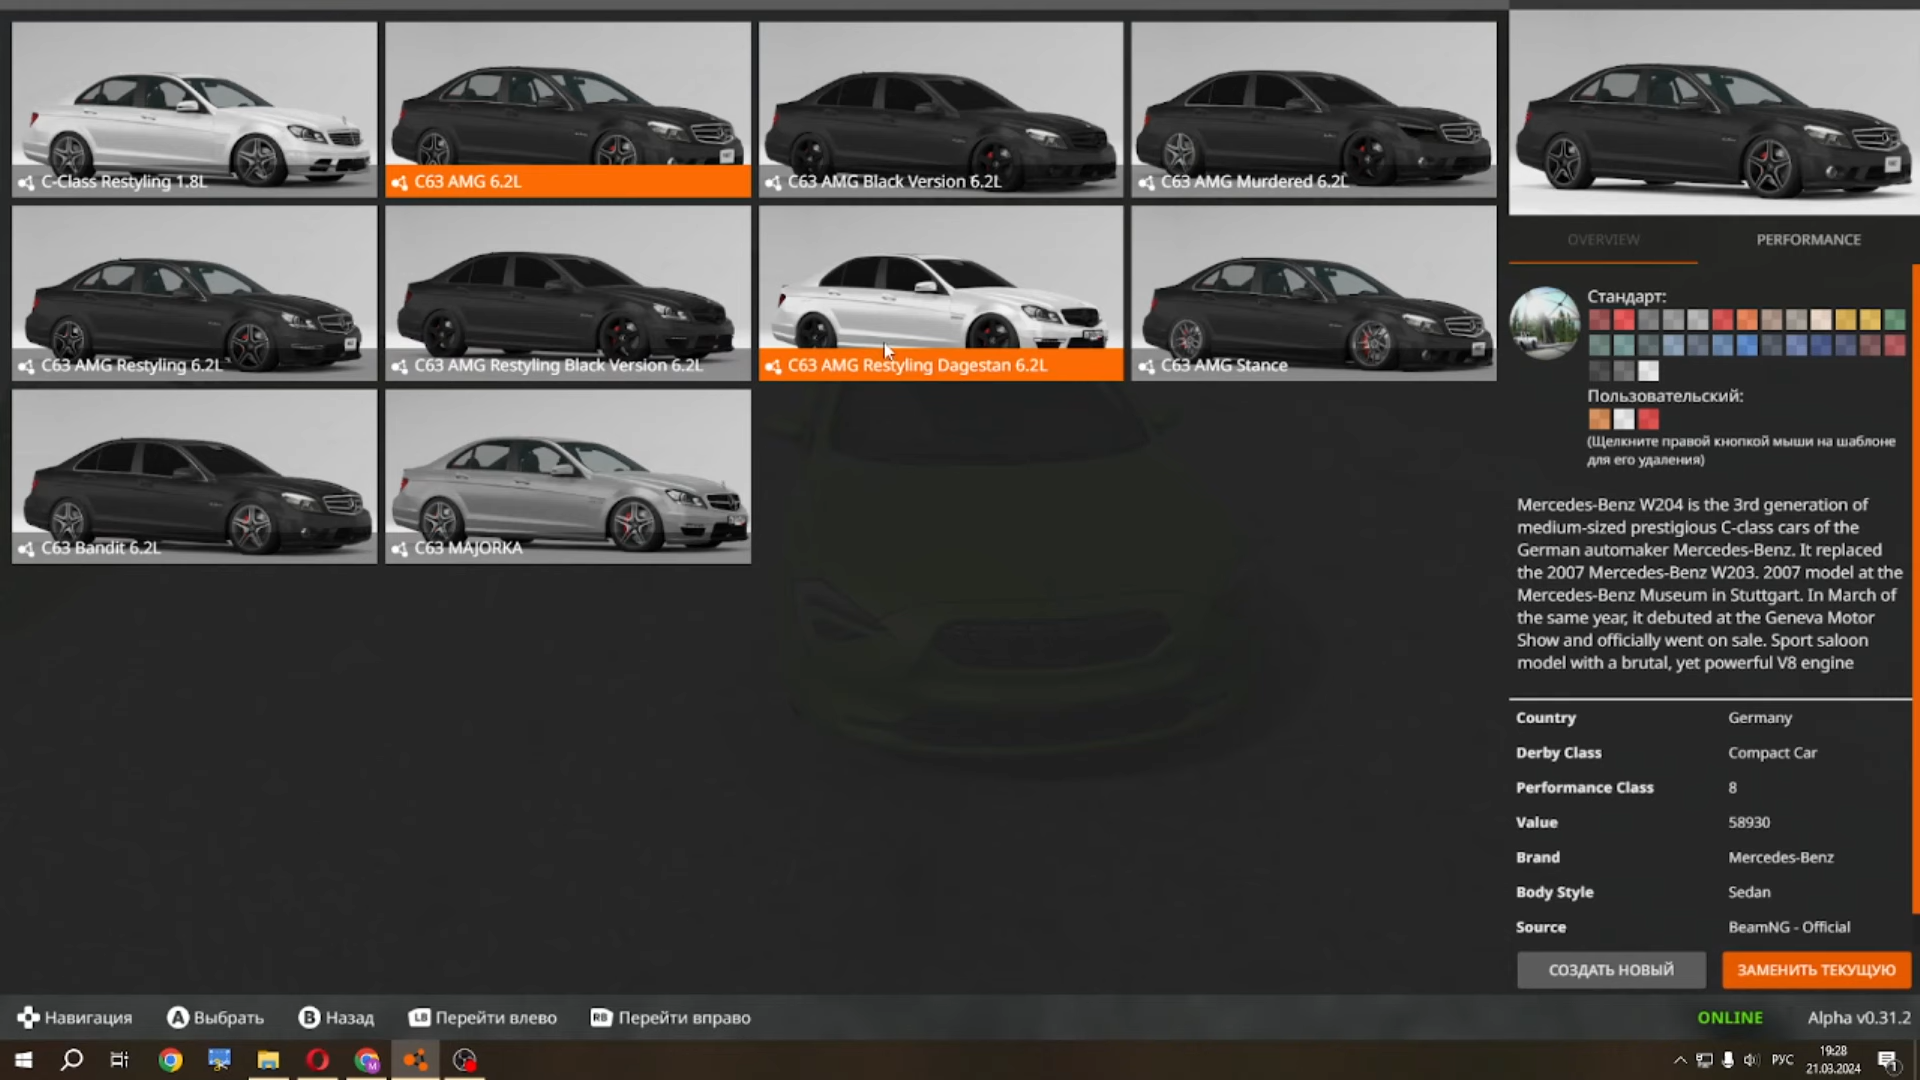 C-Class Restyling 1.8L
C63 AMG 6.2L
C63 AMG Black Version 6.2L
C63 AMG Murdered 6.2L
C63 AMG Restyling 6.2L
C63 AMG Restyling Black Version 6.2L
C63 AMG Restyling Dagestan 6.2L
C63 AMG Stance
C63 Bandit 6.2L
C63 MAJORKA
OVERVIEW
PERFORMANCE
Стандарт:
Пользовательский:
(Щелкните правой кнопкой мыши на шаблоне
для его удаления)
Mercedes-Benz W204 is the 3rd generation of
medium-sized prestigious C-class cars of the
German automaker Mercedes-Benz. It replaced
the 2007 Mercedes-Benz W203. 2007 model at the
Mercedes-Benz Museum in Stuttgart. In March of
the same year, it debuted at the Geneva Motor
Show and officially went on sale. Sport saloon
model with a brutal, yet powerful V8 engine
Country Germany
Derby Class Compact Car
Performance Class 8
Value 58930
Brand Mercedes-Benz
Body Style Sedan
Source BeamNG - Official
СОЗДАТЬ НОВЫЙ
ЗАМЕНИТЬ ТЕКУЩУЮ
Навигация
A Выбрать
B Назад
LB Перейти влево
RB Перейти вправо
ONLINE
Alpha v0.31.2
РУС
19:28
21.03.2024
1